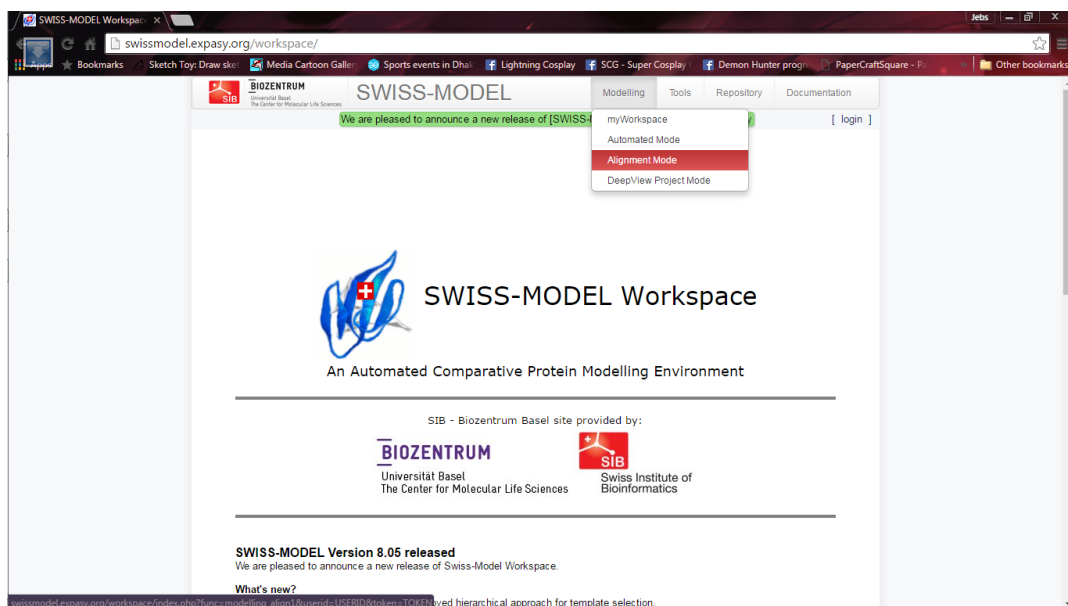 SWISS-MODEL Workspac
Jebs
swissmodel.expasy.org/workspace/
Apps Bookmarks Sketch Toy: Draw sket Media Cartoon Galler Sports events in Dhak Lightning Cosplay SCG - Super Cosplay Demon Hunter progr PaperCraftSquare - Pa Other bookmarks
SIB
BIOZENTRUM
Universität Basel
The Center for Molecular Life Sciences
SWISS-MODEL
Modelling Tools Repository Documentation
We are pleased to announce a new release of [SWISS-
[ login ]
myWorkspace
Automated Mode
Alignment Mode
DeepView Project Mode
SWISS-MODEL Workspace
An Automated Comparative Protein Modelling Environment
SIB - Biozentrum Basel site provided by:
BIOZENTRUM
Universität Basel
The Center for Molecular Life Sciences
SIB
Swiss Institute of
Bioinformatics
SWISS-MODEL Version 8.05 released
We are pleased to announce a new release of Swiss-Model Workspace.
What's new?
swissmodel.expasy.org/workspace/index.php?func=modelling_align1&userid=USERID&token=TOKEN oved hierarchical approach for template selection.